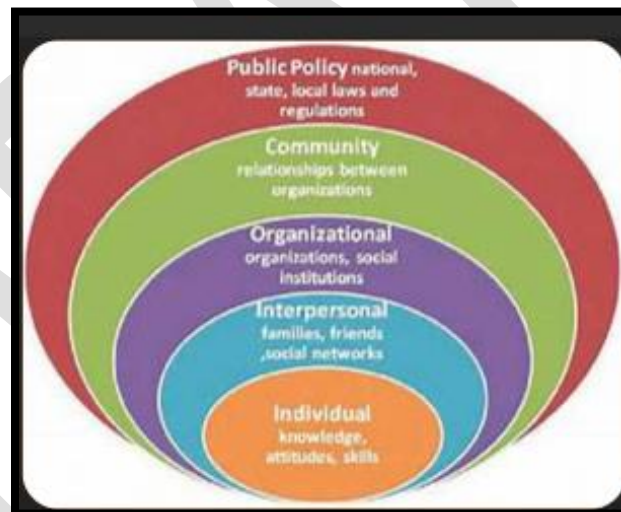 Public Policy national,
state, local laws and
regulations
Community
relationships between
organizations
Organizational
organizations, social
institutions
Interpersonal
families, friends
,social networks
Individual
knowledge,
attitudes, skills